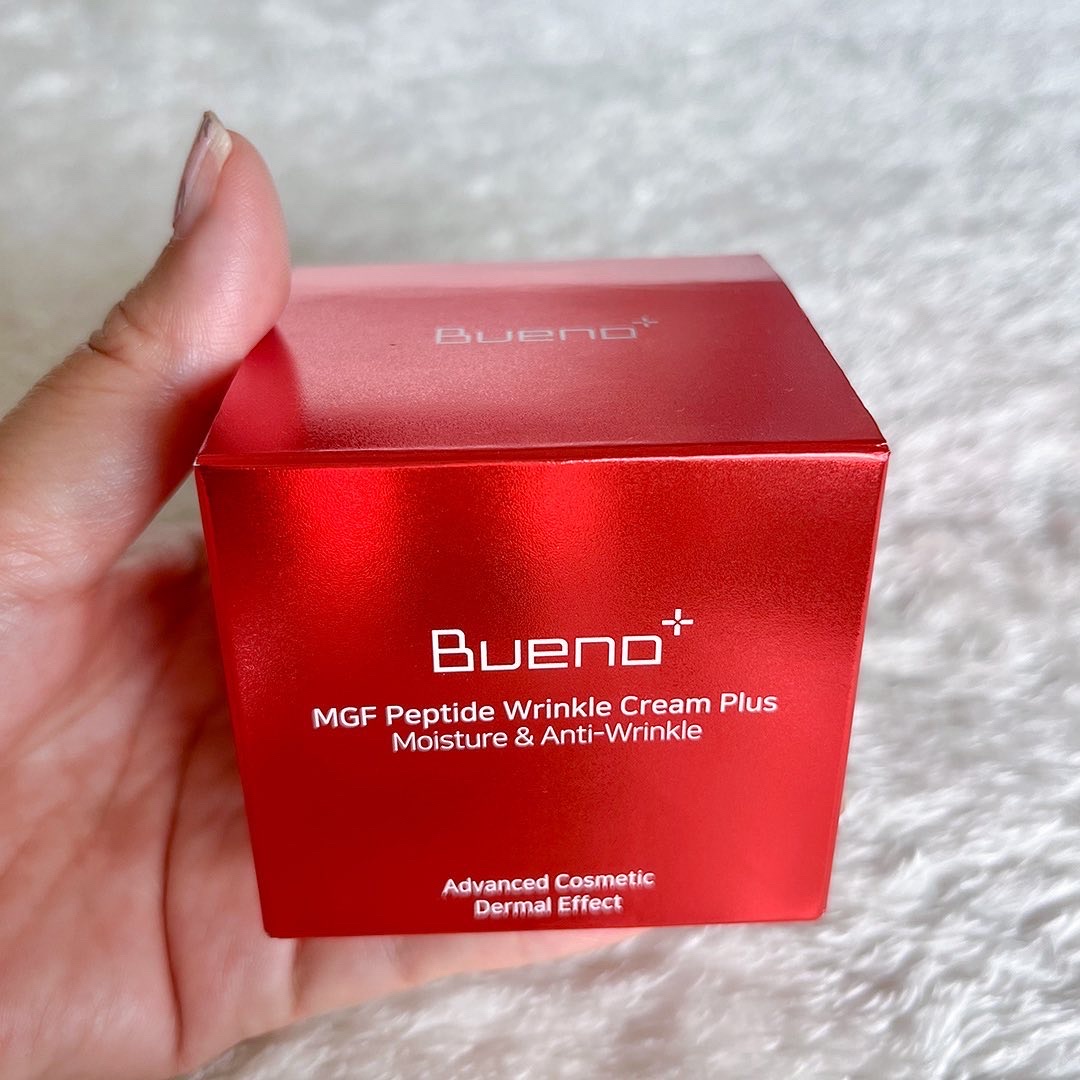 Bueno+
Bueno+
MGF Peptide Wrinkle Cream Plus
Moisture & Anti-Wrinkle
Advanced Cosmetic
Dermal Effect